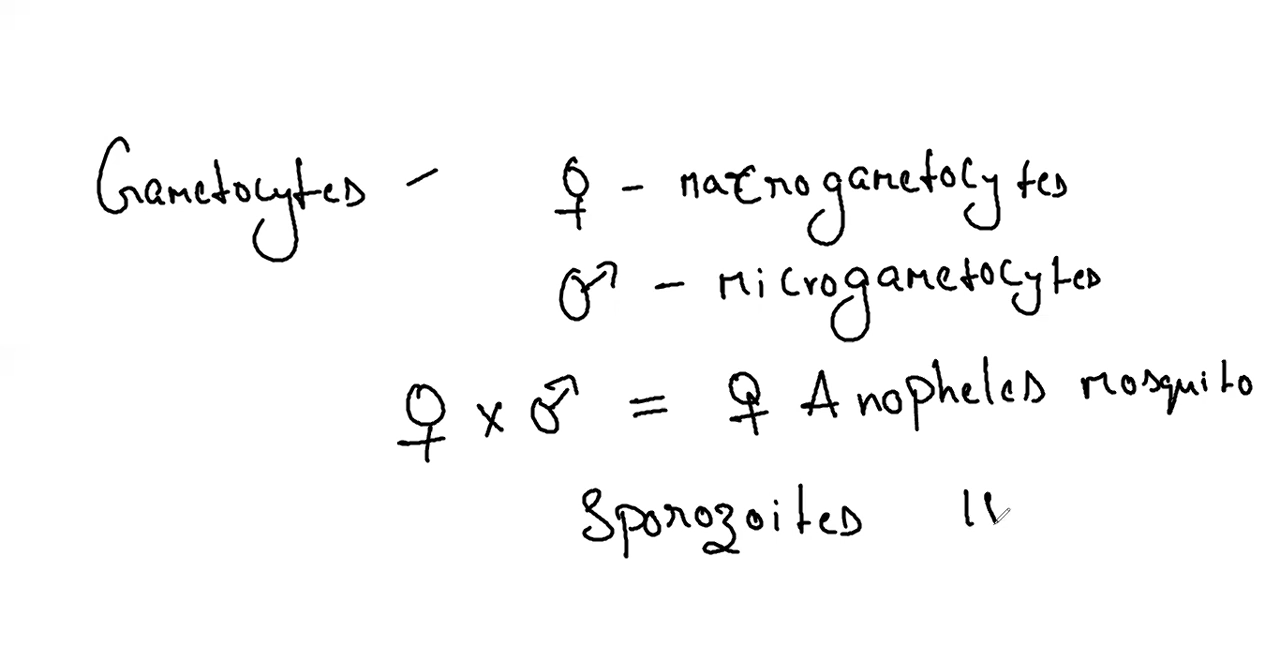 Gametocytes - ♀ - macrogametocytes
♂ - microgametocytes
♀ x ♂ = ♀ Anopheles mosquito
Sporozoites